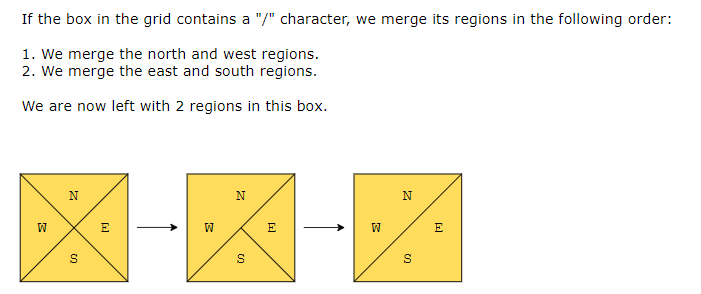 If the box in the grid contains a "/" character, we merge its regions in the following order:
1. We merge the north and west regions.
2. We merge the east and south regions.
We are now left with 2 regions in this box.
N N N
W E W E W E
S S S